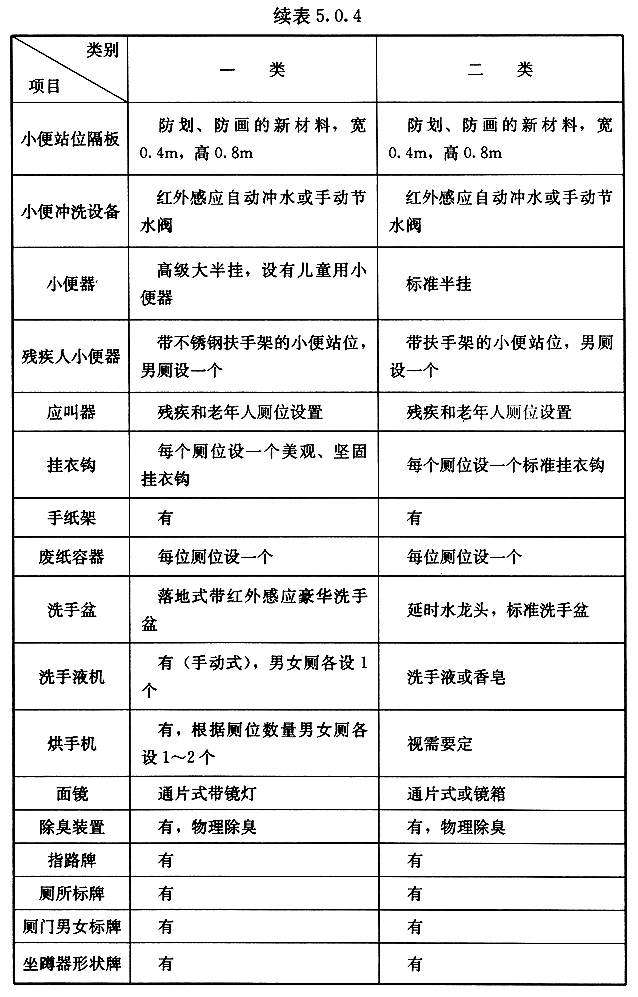 续表 5.0.4
类别
项目
一 类
二 类
小便站位隔板
防划、防画的新材料，宽
0.4m，高0.8m
防划、防画的新材料，宽
0.4m，高0.8m
小便冲洗设备
红外感应自动冲水或手动节
水阀
红外感应自动冲水或手动节
水阀
小便器
高级大半挂，设有儿童用小
便器
标准半挂
残疾人小便器
带不锈钢扶手架的小便站位，
男厕设一个
带扶手架的小便站位，男厕
设一个
应叫器
残疾和老年人厕位设置
残疾和老年人厕位设置
挂衣钩
每个厕位设一个美观、坚固
挂衣钩
每个厕位设一个标准挂衣钩
手纸架
有
有
废纸容器
每位厕位设一个
每位厕位设一个
洗手盆
落地式带红外感应豪华洗手
盆
延时水龙头，标准洗手盆
洗手液机
有（手动式），男女厕各设1
个
洗手液或香皂
烘手机
有，根据厕位数量男女厕各
设1～2个
视需要定
面镜
通片式带镜灯
通片式或镜箱
除臭装置
有，物理除臭
有，物理除臭
指路牌
有
有
厕所标牌
有
有
厕门男女标牌
有
有
坐蹲器形状牌
有
有